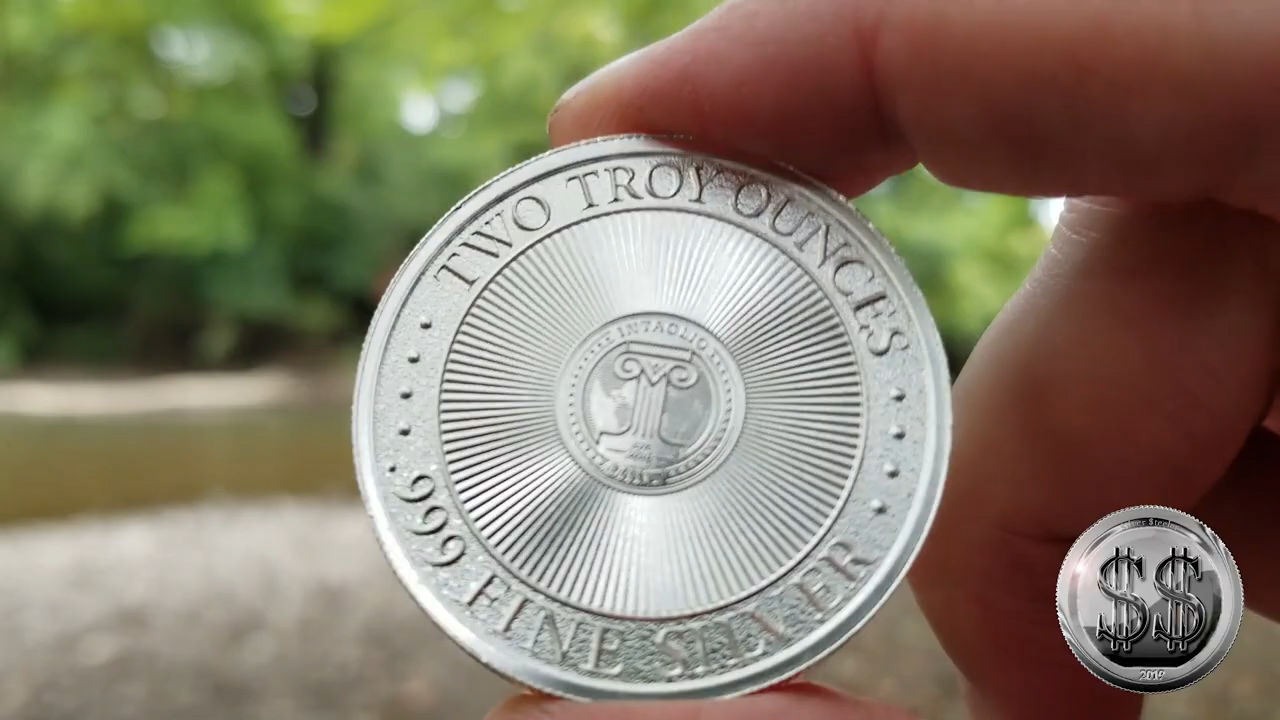 TWO TROY OUNCES
.999 FINE SILVER
INTAGLIO
$$
2019